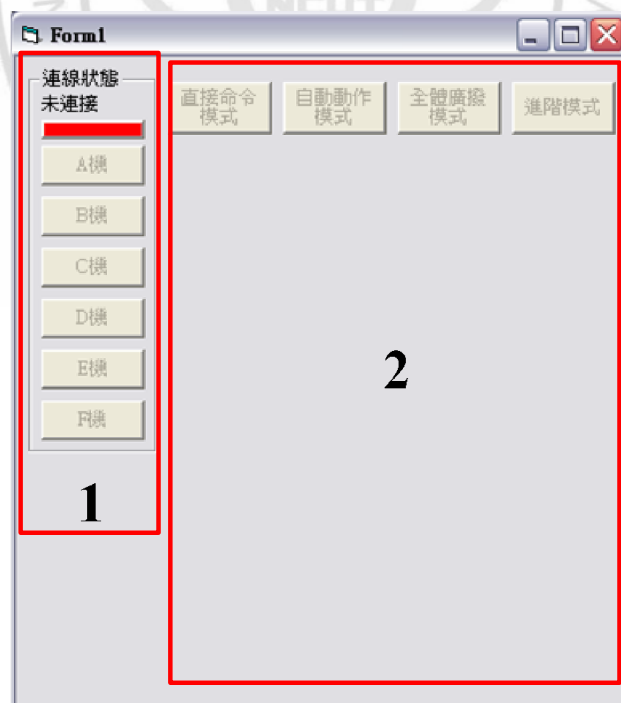 Form1
連線狀態
未連接
A機
B機
C機
D機
E機
F機
1
直接命令
模式
自動動作
模式
全體廣撥
模式
進階模式
2